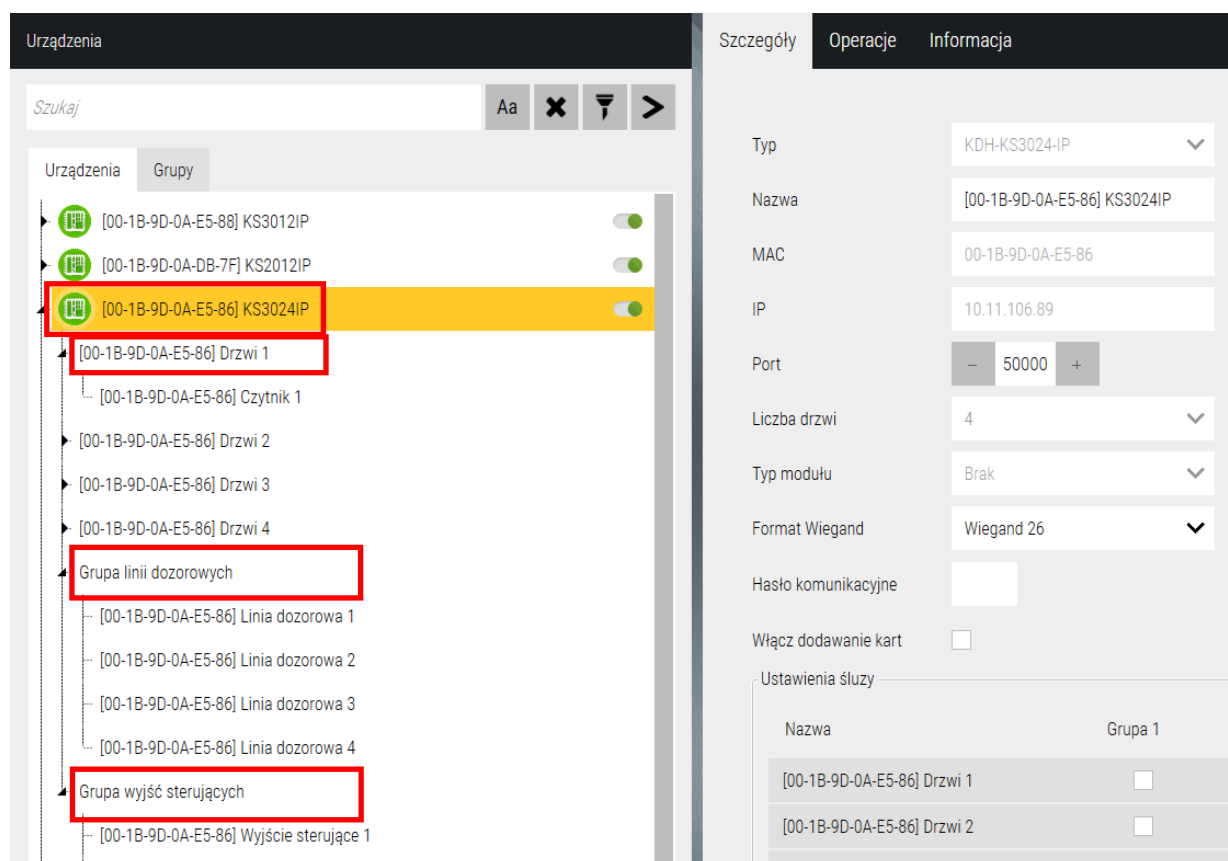 Urządzenia
Szukaj
Aa
Urządzenia Grupy
[00-1B-9D-0A-E5-88] KS3012IP
[00-1B-9D-0A-DB-7F] KS2012IP
[00-1B-9D-0A-E5-86] KS3024IP
[00-1B-9D-0A-E5-86] Drzwi 1
[00-1B-9D-0A-E5-86] Czytnik 1
[00-1B-9D-0A-E5-86] Drzwi 2
[00-1B-9D-0A-E5-86] Drzwi 3
[00-1B-9D-0A-E5-86] Drzwi 4
Grupa linii dozorowych
[00-1B-9D-0A-E5-86] Linia dozorowa 1
[00-1B-9D-0A-E5-86] Linia dozorowa 2
[00-1B-9D-0A-E5-86] Linia dozorowa 3
[00-1B-9D-0A-E5-86] Linia dozorowa 4
Grupa wyjść sterujących
[00-1B-9D-0A-E5-86] Wyjście sterujące 1
Szczegóły Operacje Informacja
Typ KDH-KS3024-IP
Nazwa [00-1B-9D-0A-E5-86] KS3024IP
MAC 00-1B-9D-0A-E5-86
IP 10.11.106.89
Port – 50000 +
Liczba drzwi 4
Typ modułu Brak
Format Wiegand Wiegand 26
Hasło komunikacyjne
Włącz dodawanie kart
Ustawienia śluzy
Nazwa Grupa 1
[00-1B-9D-0A-E5-86] Drzwi 1
[00-1B-9D-0A-E5-86] Drzwi 2